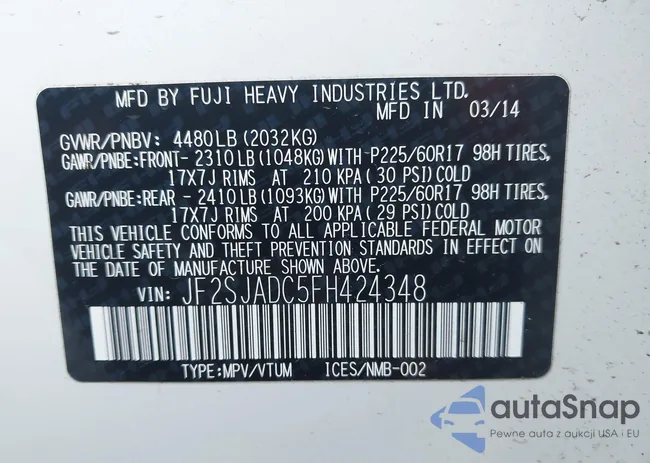 MFD BY FUJI HEAVY INDUSTRIES LTD.
MFD IN 03/14
GVWR/PNBV: 4480LB(2032KG)
GAWR/PNBE:FRONT-2310LB(1048KG)WITH P225/60R17 98H TIRES,
17X7J RIMS AT 210 KPA(30 PSI)COLD
GAWR/PNBE:REAR -2410LB(1093KG)WITH P225/60R17 98H TIRES,
17X7J RIMS AT 200 KPA(29 PSI)COLD
THIS VEHICLE CONFORMS TO ALL APPLICABLE FEDERAL MOTOR
VEHICLE SAFETY AND THEFT PREVENTION STANDARDS IN EFFECT ON
THE DATE OF MANUFACTURE SHOWN ABOVE.
VIN: JF2SJADC5FH424348
TYPE:MPV/VTUM ICES/NMB-002
autaSnap
Pewne auta z aukcji USA i EU